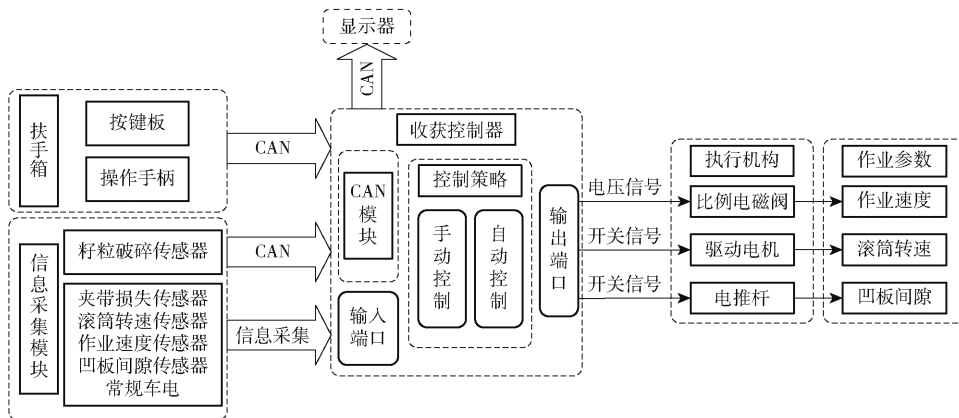 显示器
CAN
扶手箱
按键板
操作手柄
CAN
信息采集模块
籽粒破碎传感器
CAN
夹带损失传感器
滚筒转速传感器
作业速度传感器
凹板间隙传感器
常规车电
信息采集
收获控制器
CAN
模块
输入
端口
控制策略
手动控制
自动控制
输出端口
电压信号
开关信号
开关信号
执行机构
比例电磁阀
驱动电机
电推杆
作业参数
作业速度
滚筒转速
凹板间隙